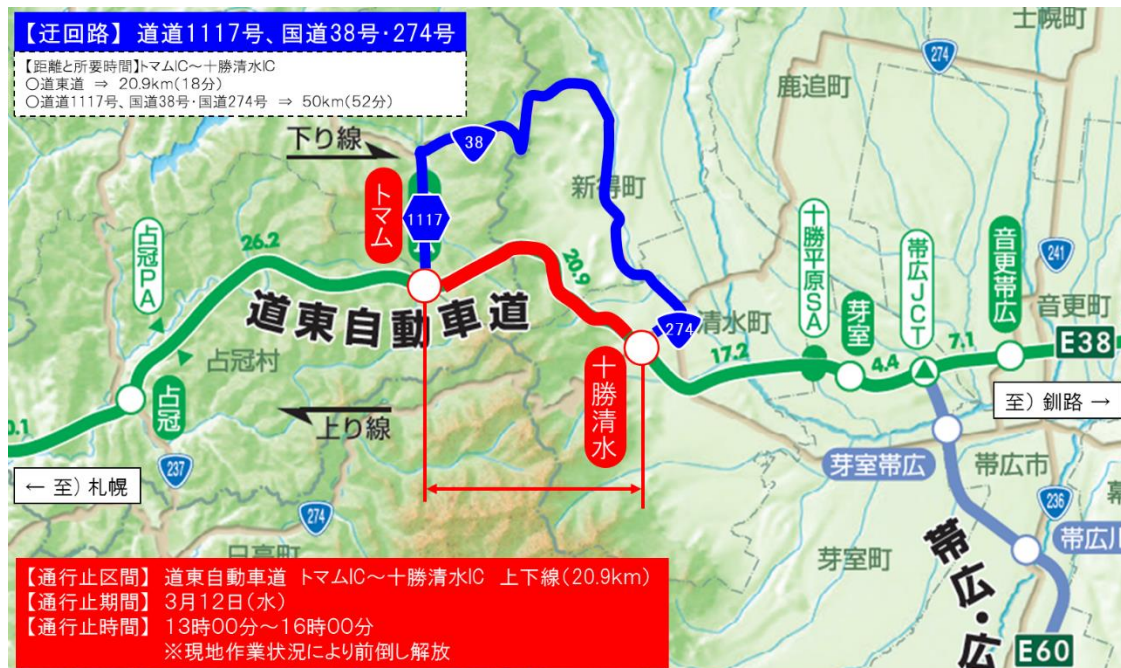 【迂回路】 道道1117号、国道38号・274号
【距離と所要時間】トマムIC～十勝清水IC
○道東道 ⇒ 20.9km(18分)
○道道1117号、国道38号・国道274号 ⇒ 50km(52分)
士幌町
274
鹿追町
下り線
38
新得町
トマム
1117
占冠PA
26.2
20.9
十勝平原SA
帯広JCT
音更帯広
241
音更町
道東自動車道
274
清水町
芽室
17.2
4.4
7.1
E38
占冠村
占冠
十勝清水
至) 釧路 →
上り線
0.1
237
← 至) 札幌
芽室帯広
帯広市
236
幕
274
日高町
芽室町
帯広川
帯広・広
E60
【通行止区間】 道東自動車道 トマムIC～十勝清水IC 上下線(20.9km)
【通行止期間】 3月12日(水)
【通行止時間】 13時00分～16時00分
※現地作業状況により前倒し解放